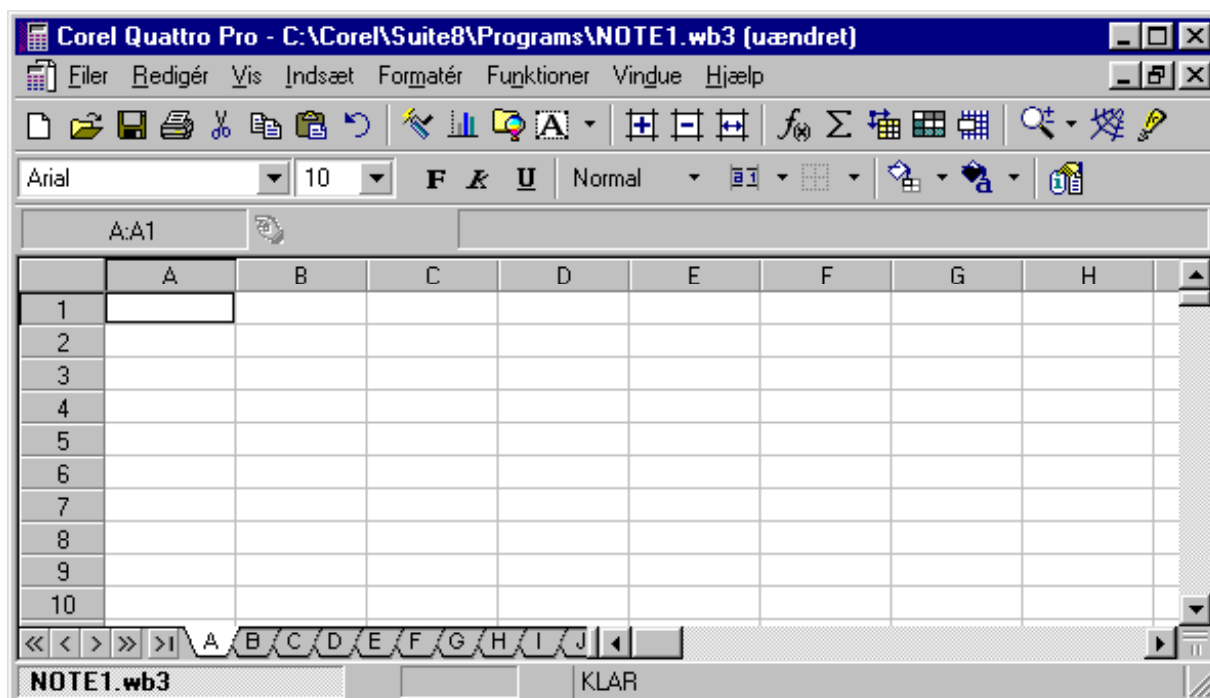 Corel Quattro Pro - C:\Corel\Suite8\Programs\NOTE1.wb3 (uændret)
Filer Redigér Vis Indsæt Formatér Funktioner Vindue Hjælp
Arial 10 F K U Normal
A:A1
A B C D E F G H
1
2
3
4
5
6
7
8
9
10
A B C D E F G H I J
NOTE1.wb3 KLAR